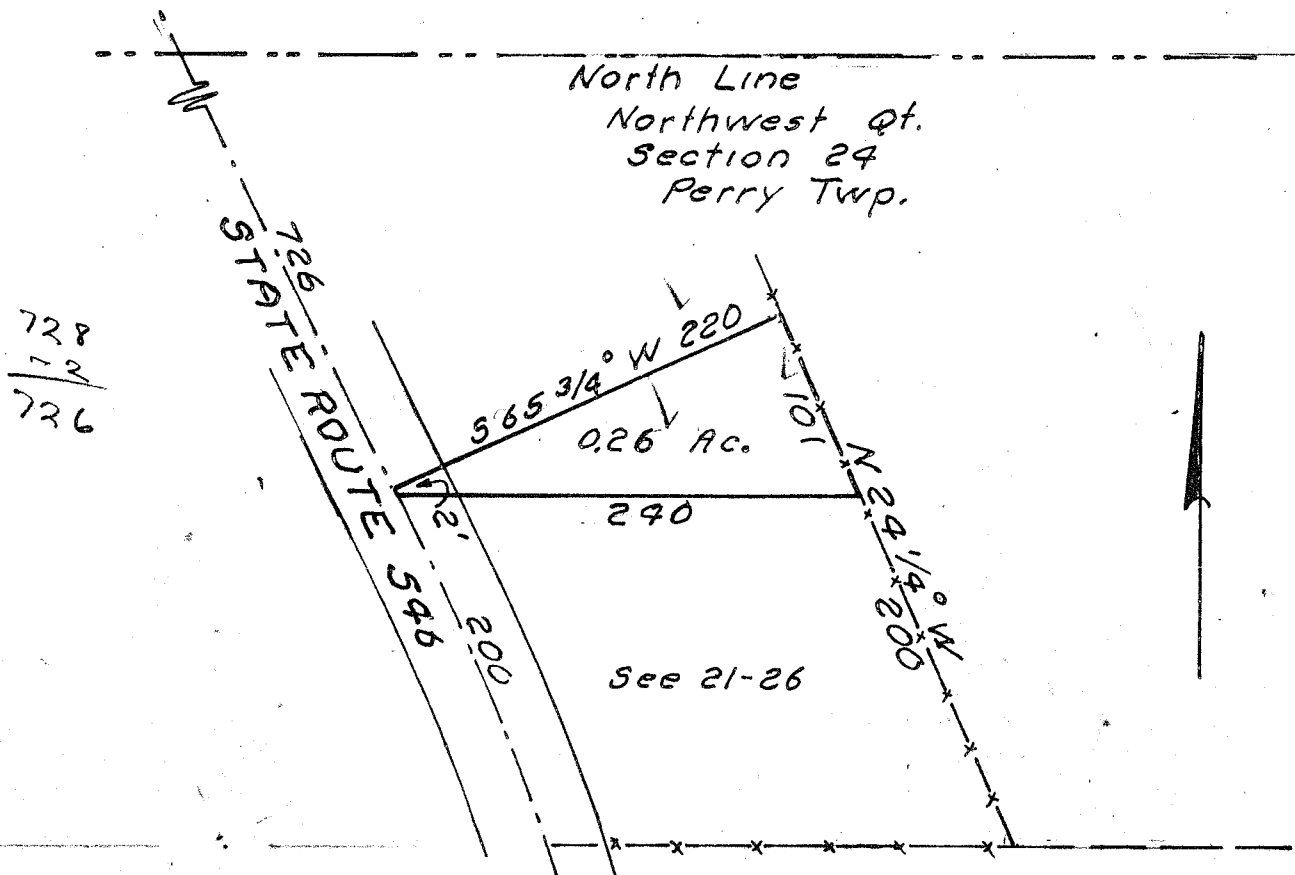 North Line
Northwest Qt.
Section 24
Perry Twp.
726
STATE ROUTE 546
728
726
S 65 3/4° W 220
101
0.26 Ac.
2'
240
N 24 1/4° W
200
200
See 21-26